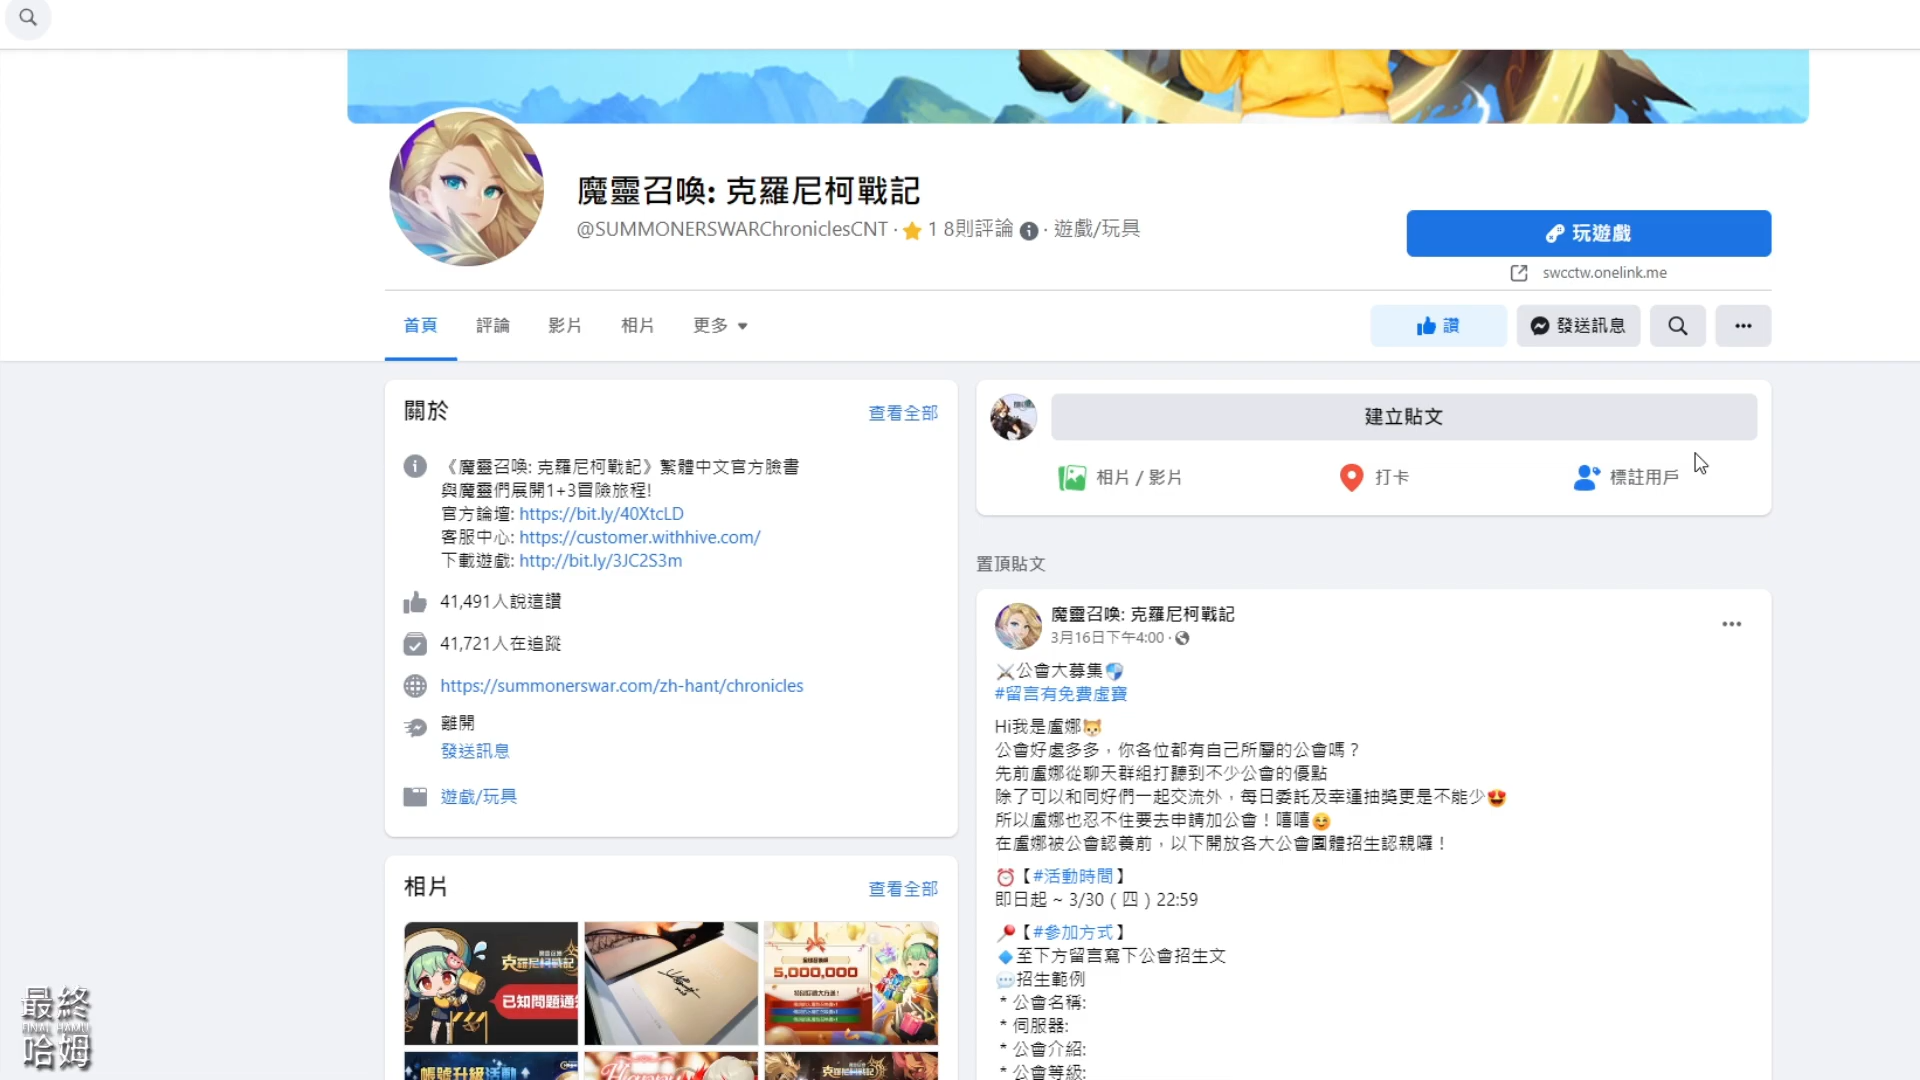 魔靈召喚: 克羅尼柯戰記
@SUMMONERSWARChroniclesCNT · 1 8則評論 · 遊戲/玩具
玩遊戲
swcctw.onelink.me
首頁
評論
影片
相片
更多
讚
發送訊息
關於
查看全部
《魔靈召喚: 克羅尼柯戰記》繁體中文官方臉書
與魔靈們展開1+3冒險旅程!
官方論壇: https://bit.ly/40XtcLD
客服中心: https://customer.withhive.com/
下載遊戲: http://bit.ly/3JC2S3m
41,491人說這讚
41,721人在追蹤
https://summonerswar.com/zh-hant/chronicles
離開
發送訊息
遊戲/玩具
相片
查看全部
克羅尼柯戰記
已知問題通
5,000,000
帳號升級活動
Happy
克羅尼柯戰記
建立貼文
相片 / 影片
打卡
標註用戶
置頂貼文
魔靈召喚: 克羅尼柯戰記
3月16日下午4:00 ·
⚔公會大募集🛡
#留言有免費虛寶
Hi我是盧娜🐱
公會好處多多，你各位都有自己所屬的公會嗎？
先前盧娜從聊天群組打聽到不少公會的優點
除了可以和同好們一起交流外，每日委託及幸運抽獎更是不能少😍
所以盧娜也忍不住要去申請加公會！嘻嘻😊
在盧娜被公會認養前，以下開放各大公會團體招生認親囉！
⏰【#活動時間】
即日起 ~ 3/30 ( 四 ) 22:59
📍【#參加方式】
🔹至下方留言寫下公會招生文
💬招生範例
* 公會名稱:
* 伺服器:
* 公會介紹:
* 公會等級:
最終
FINAL HAMU
哈姆